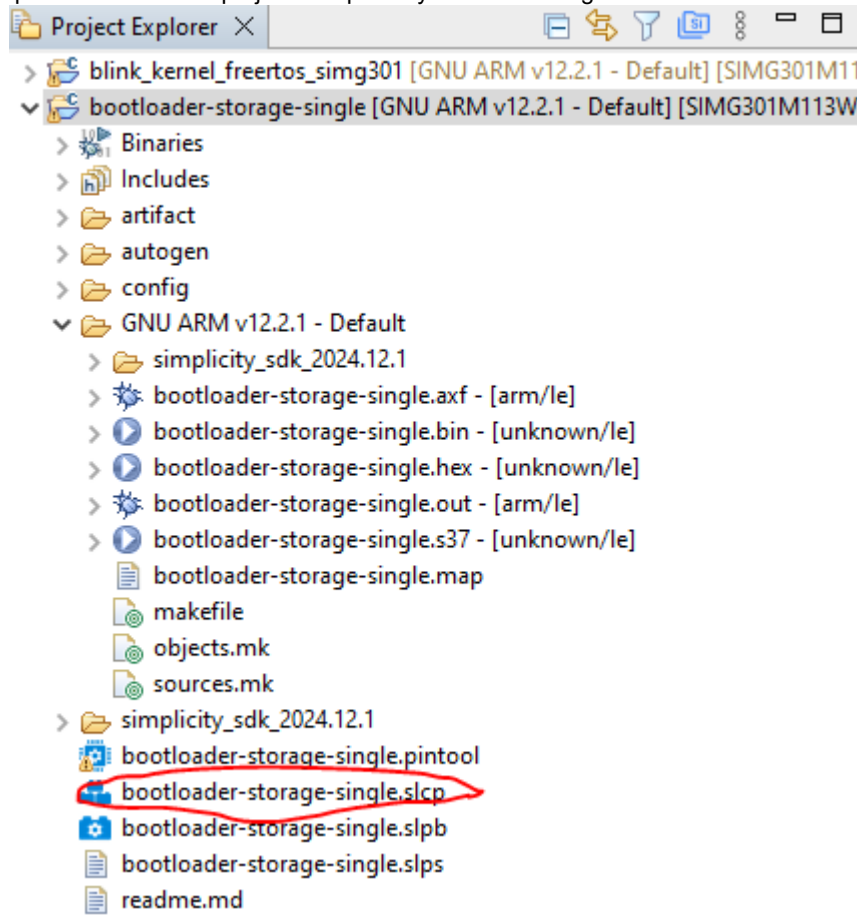 Project Explorer
blink_kernel_freertos_simg301 [GNU ARM v12.2.1 - Default] [SIMG301M11
bootloader-storage-single [GNU ARM v12.2.1 - Default] [SIMG301M113W
Binaries
Includes
artifact
autogen
config
GNU ARM v12.2.1 - Default
simplicity_sdk_2024.12.1
bootloader-storage-single.axf - [arm/le]
bootloader-storage-single.bin - [unknown/le]
bootloader-storage-single.hex - [unknown/le]
bootloader-storage-single.out - [arm/le]
bootloader-storage-single.s37 - [unknown/le]
bootloader-storage-single.map
makefile
objects.mk
sources.mk
simplicity_sdk_2024.12.1
bootloader-storage-single.pintool
bootloader-storage-single.slcp
bootloader-storage-single.slpb
bootloader-storage-single.slps
readme.md